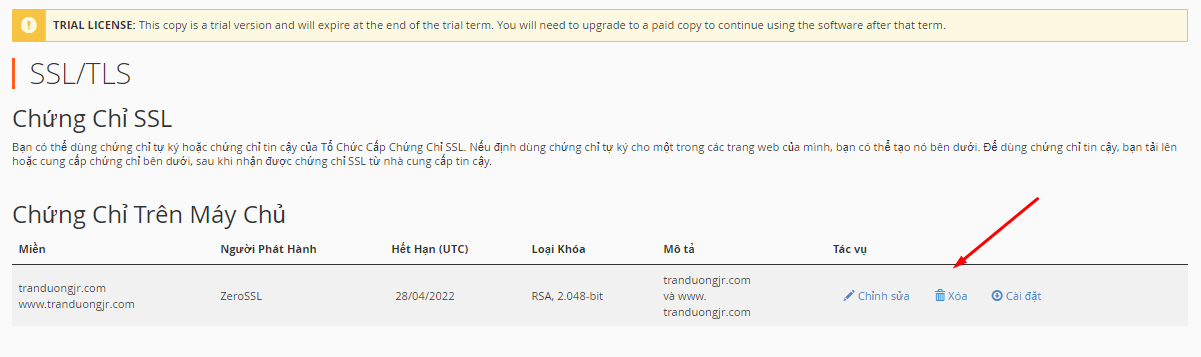 TRIAL LICENSE: This copy is a trial version and will expire at the end of the trial term. You will need to upgrade to a paid copy to continue using the software after that term.
SSL/TLS
Chứng Chỉ SSL
Bạn có thể dùng chứng chỉ tự ký hoặc chứng chỉ tin cậy của Tổ Chức Cấp Chứng Chỉ SSL. Nếu định dùng chứng chỉ tự ký cho một trong các trang web của mình, bạn có thể tạo nó bên dưới. Để dùng chứng chỉ tin cậy, bạn tải lên
hoặc cung cấp chứng chỉ bên dưới, sau khi nhận được chứng chỉ SSL từ nhà cung cấp tin cậy.
Chứng Chỉ Trên Máy Chủ
Miền Người Phát Hành Hết Hạn (UTC) Loại Khóa Mô tả Tác vụ
tranduongjr.com
www.tranduongjr.com
ZeroSSL
28/04/2022
RSA, 2.048-bit
tranduongjr.com
và www.
tranduongjr.com
Chỉnh sửa Xóa Cài đặt